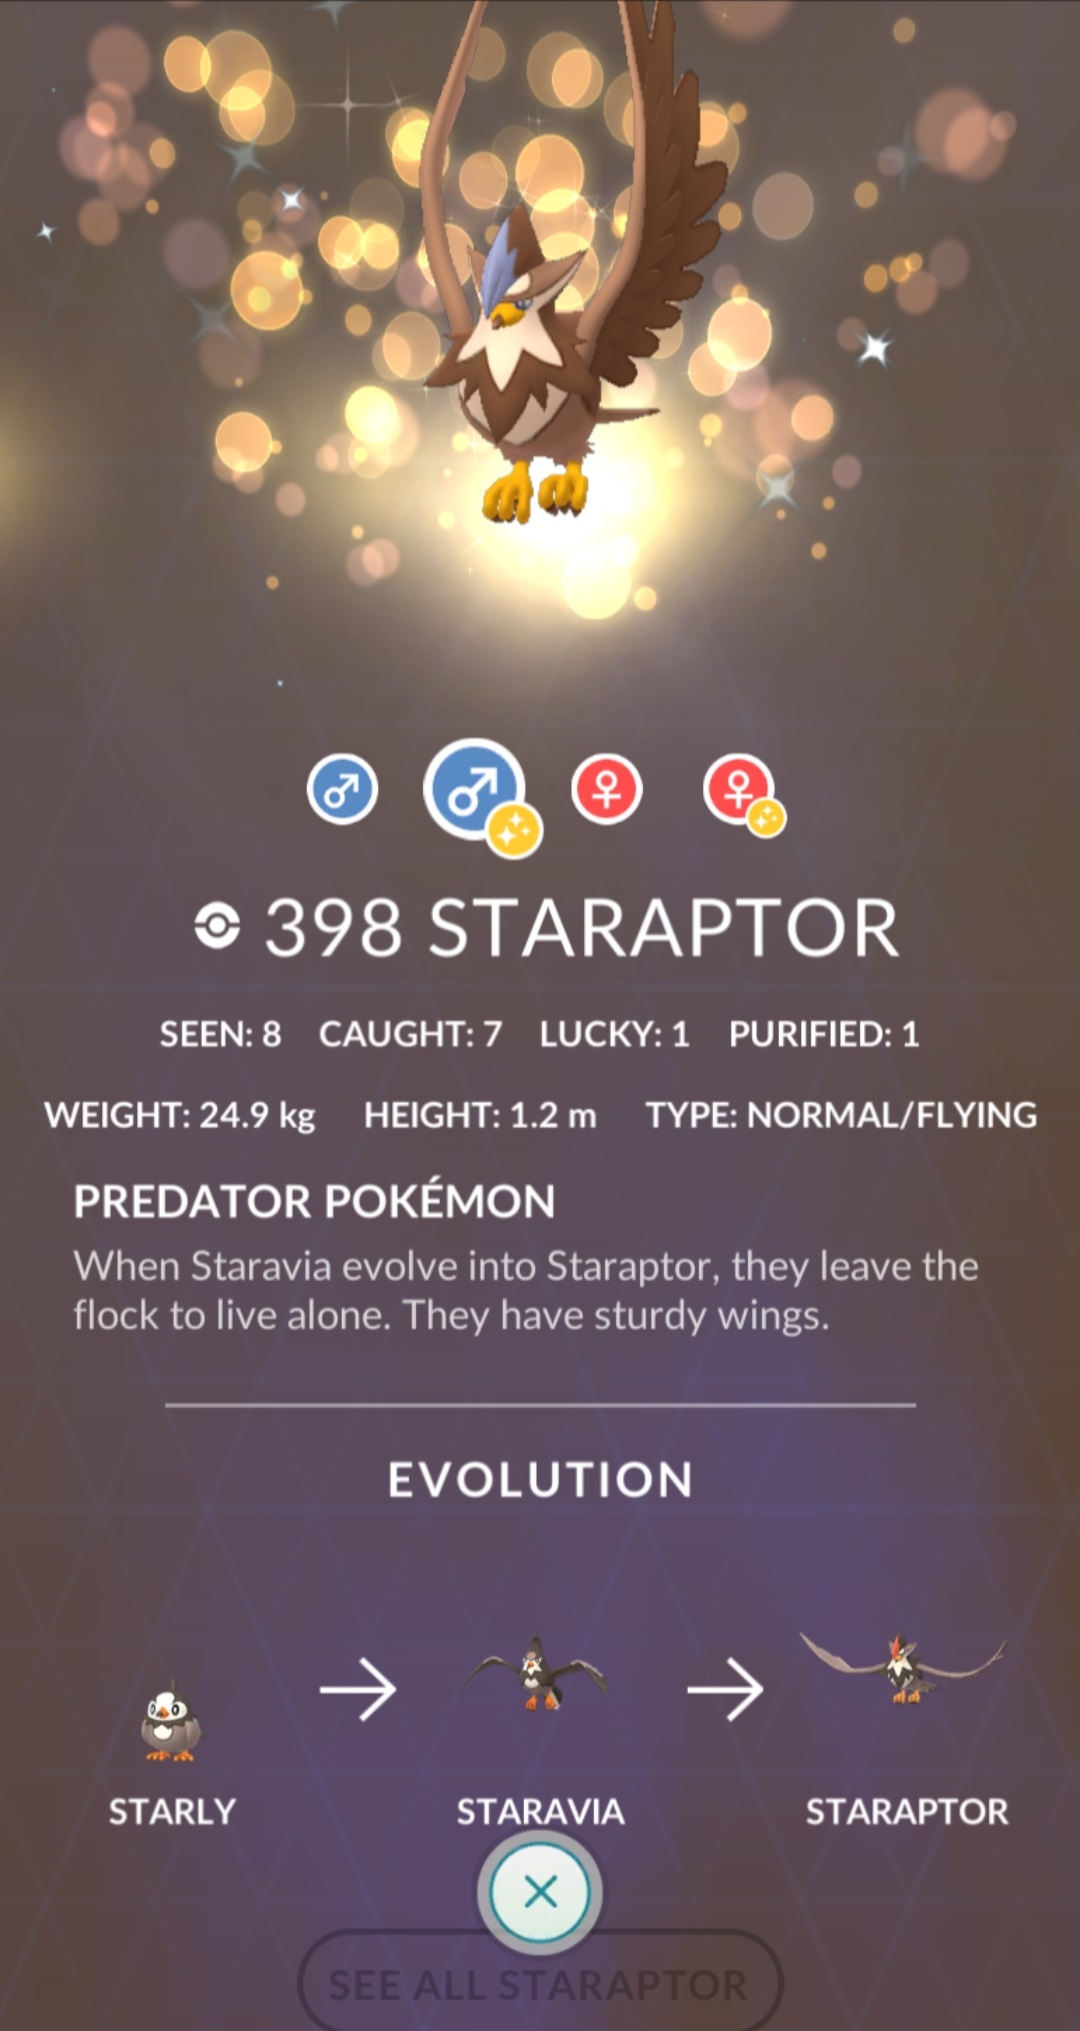 398 STARAPTOR
SEEN: 8 CAUGHT: 7 LUCKY: 1 PURIFIED: 1
WEIGHT: 24.9 kg HEIGHT: 1.2 m TYPE: NORMAL/FLYING
PREDATOR POKÉMON
When Staravia evolve into Staraptor, they leave the
flock to live alone. They have sturdy wings.
EVOLUTION
STARLY STARAVIA STARAPTOR
SEE ALL STARAPTOR